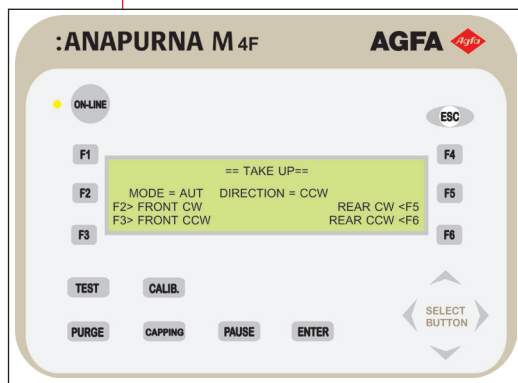 :ANAPURNA M 4F
AGFA Agfa
ON-LINE
ESC
F1
F4
== TAKE UP==
F2
MODE = AUT DIRECTION = CCW
F5
F2> FRONT CW REAR CW <F5
F3> FRONT CCW REAR CCW <F6
F3
F6
TEST CALIB.
SELECT
BUTTON
PURGE CAPPING PAUSE ENTER